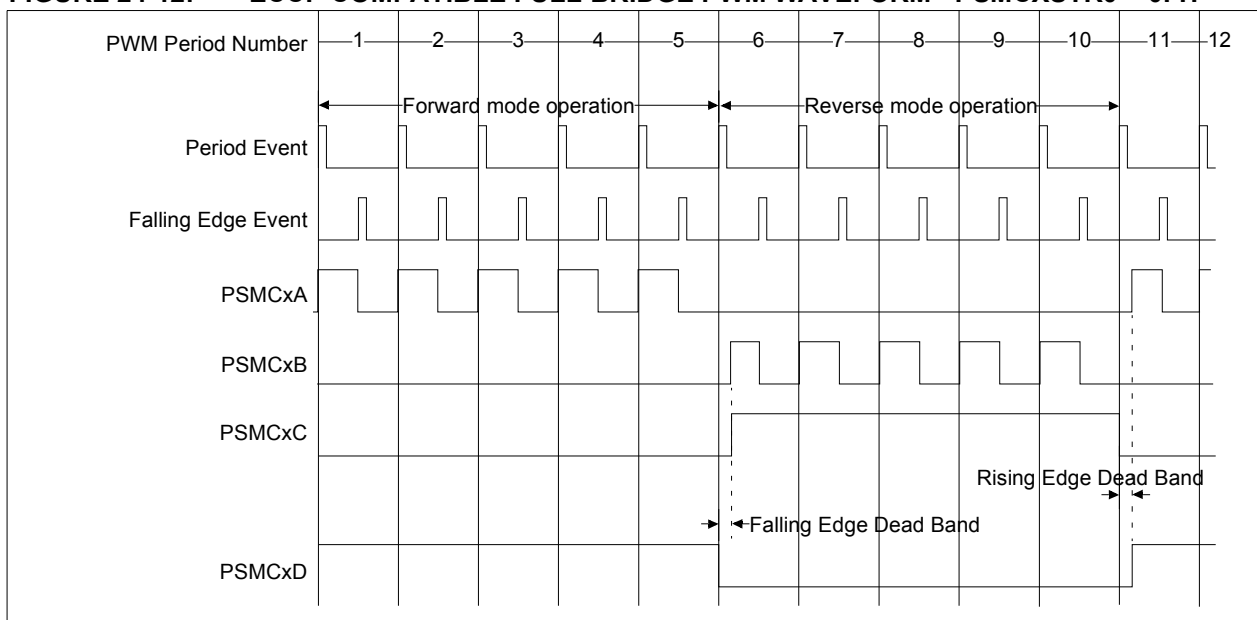 PWM Period Number 1 2 3 4 5 6 7 8 9 10 11 12
Forward mode operation Reverse mode operation
Period Event
Falling Edge Event
PSMCxA
PSMCxB
PSMCxC
Rising Edge Dead Band
Falling Edge Dead Band
PSMCxD